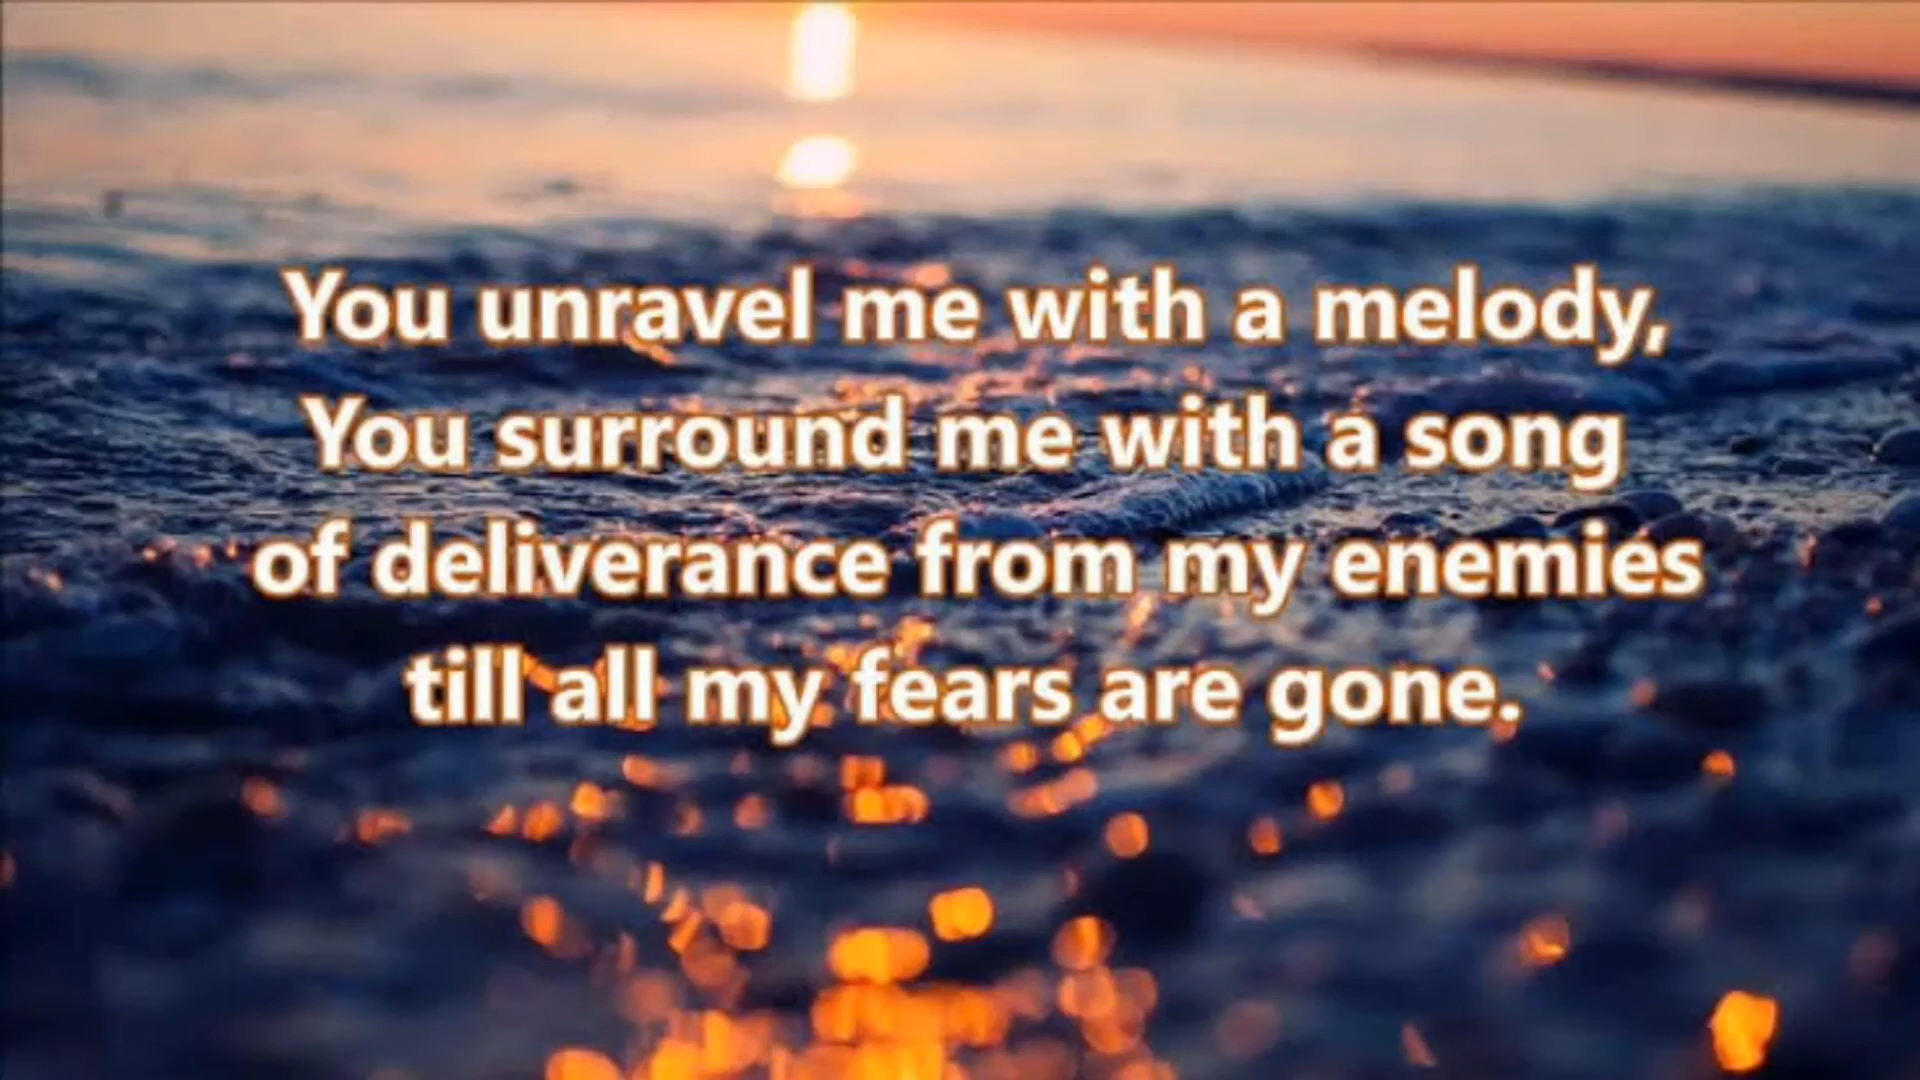 You unravel me with a melody,
You surround me with a song
of deliverance from my enemies
till all my fears are gone.